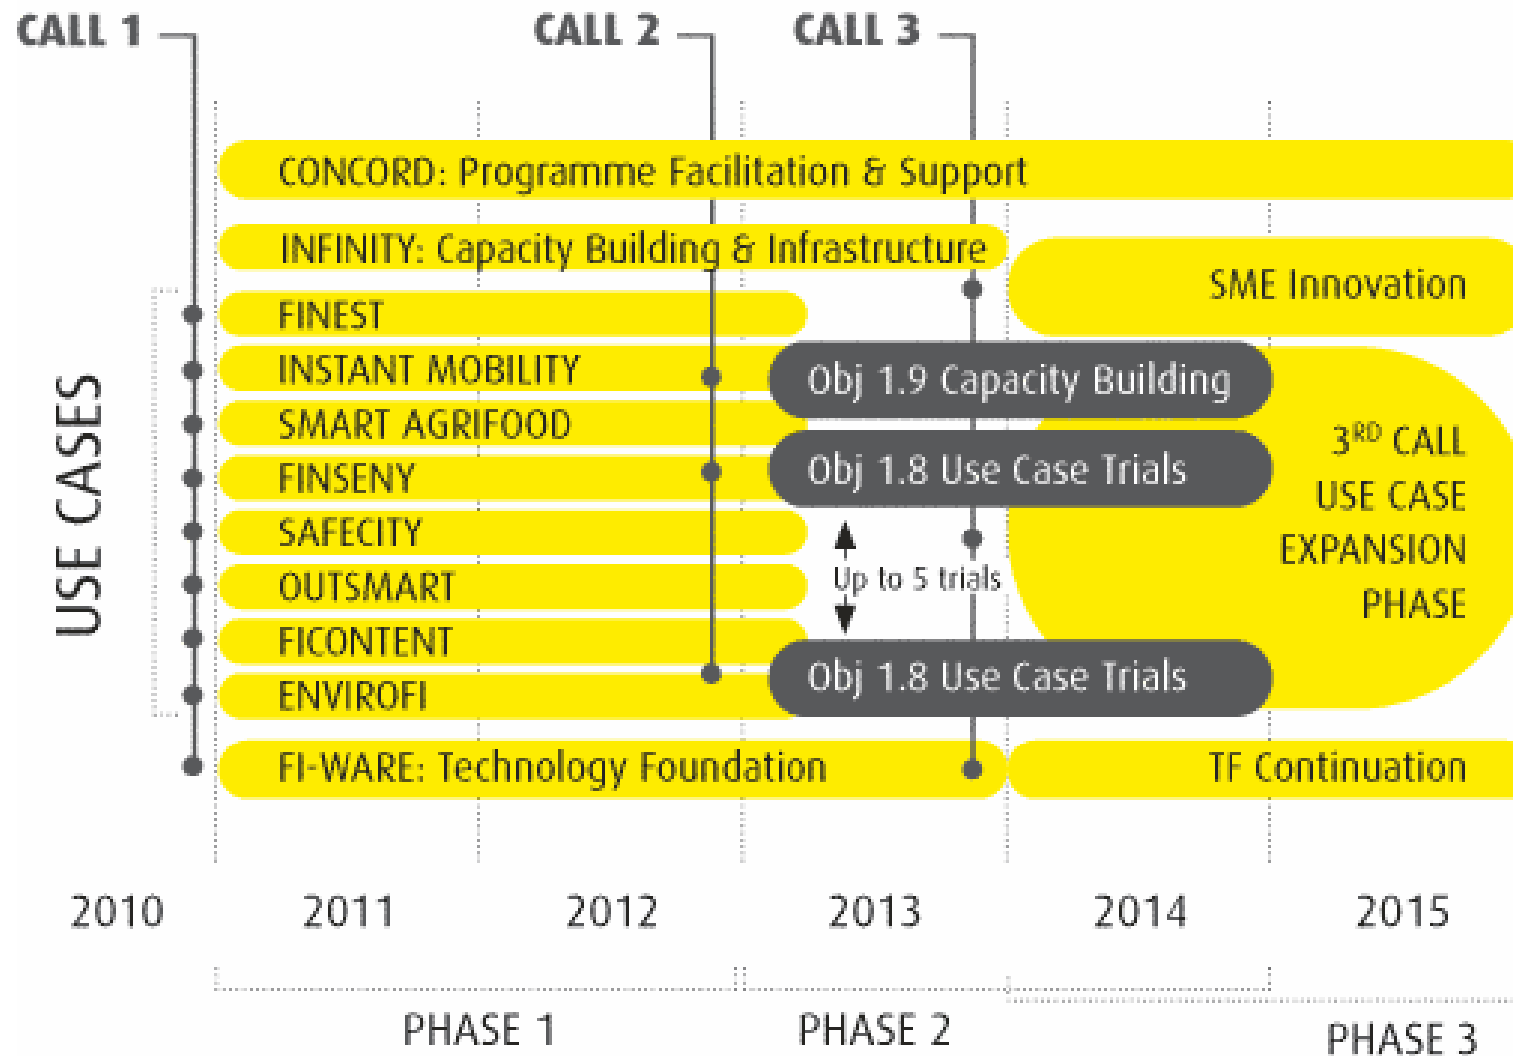 CALL 1
CALL 2
CALL 3
CONCORD: Programme Facilitation & Support
INFINITY: Capacity Building & Infrastructure
SME Innovation
USE CASES
FINEST
INSTANT MOBILITY
SMART AGRIFOOD
FINSENY
SAFECITY
OUTSMART
FICONTENT
ENVIROFI
Obj 1.9 Capacity Building
Obj 1.8 Use Case Trials
Up to 5 trials
Obj 1.8 Use Case Trials
3RD CALL
USE CASE
EXPANSION
PHASE
FI-WARE: Technology Foundation
TF Continuation
2010
2011
2012
2013
2014
2015
PHASE 1
PHASE 2
PHASE 3